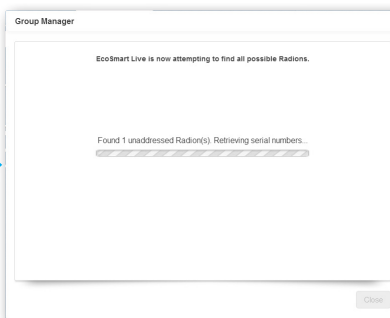 Group Manager
EcoSmart Live is now attempting to find all possible Radions.
Found 1 unaddressed Radion(s). Retrieving serial numbers...
Close